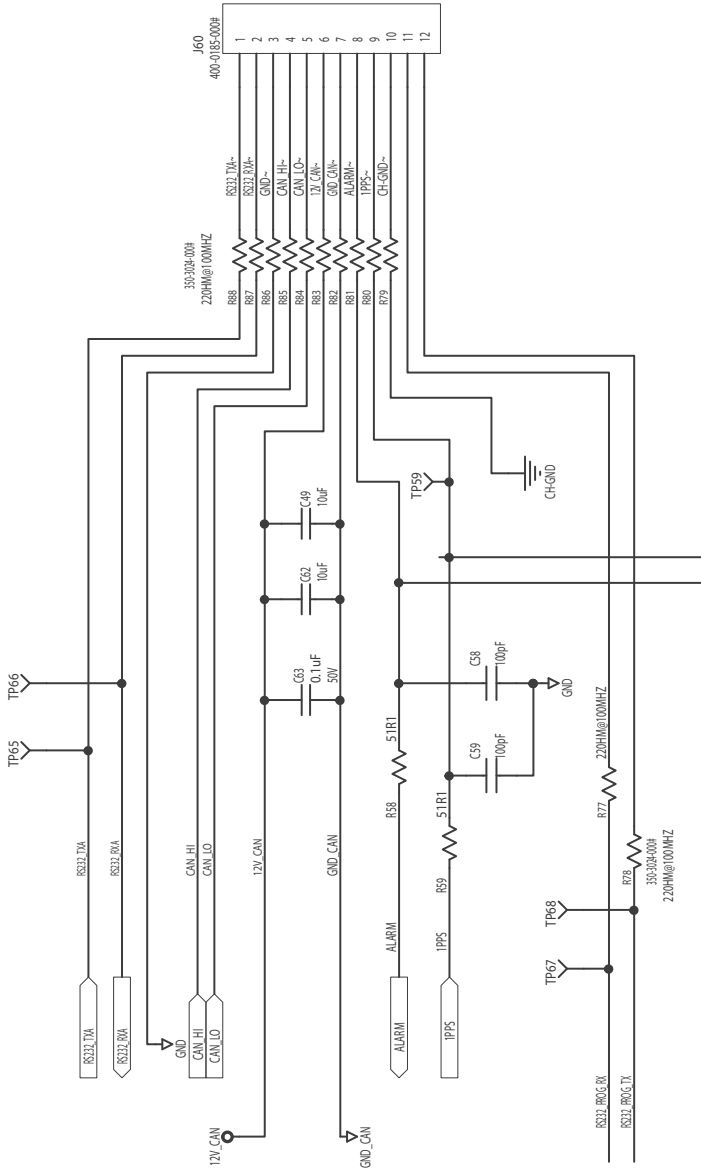 J60
400-0185-000#
1
2
3
4
5
6
7
8
9
10
11
12
RS232_TXA~
RS232_RXA~
GND~
CAN_HI~
CAN_LO~
12V_CAN~
GND_CAN~
ALARM~
1PPS~
CH-GND~
350-3024-000#
220HM@100MHZ
R88
R87
R86
R85
R84
R83
R82
R81
R80
R79
CH-GND
TP59
C49
10uF
C62
10uF
C63
0.1uF
50V
C58
100pF
C59
100pF
GND
TP66
TP65
51R1
R58
51R1
R59
220HM@100MHZ
R77
R78
350-3024-000#
220HM@100MHZ
RS232_TXA
RS232_RXA
CAN_HI
CAN_LO
12V_CAN
GND_CAN
ALARM
1PPS
TP68
TP67
RS232_TXA
RS232_RXA
GND
CAN_HI
CAN_LO
ALARM
1PPS
12V_CAN
GND_CAN
RS232_PROG_RX
RS232_PROG_TX